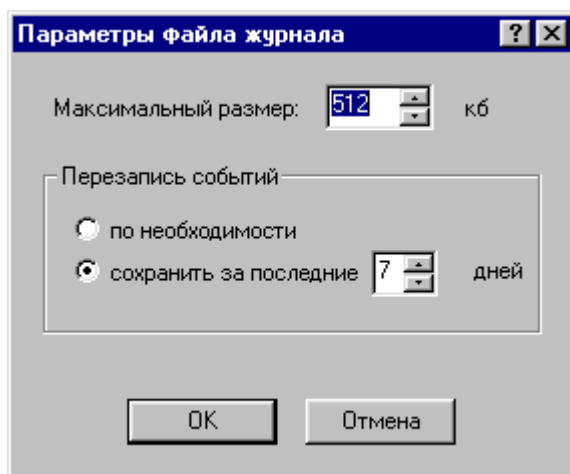 Параметры файла журнала
Максимальный размер: 512 кб
Перезапись событий
по необходимости
сохранить за последние 7 дней
OK Отмена